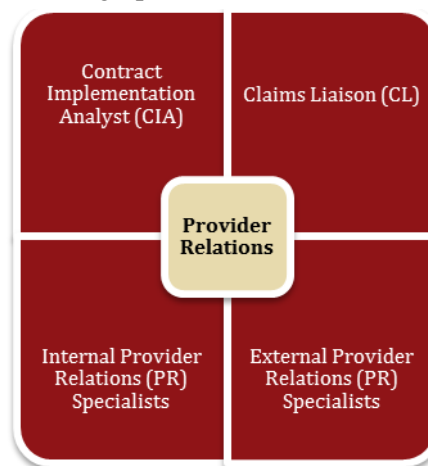 Contract
Implementation
Analyst (CIA)
Claims Liaison (CL)
Provider
Relations
Internal Provider
Relations (PR)
Specialists
External Provider
Relations (PR)
Specialists